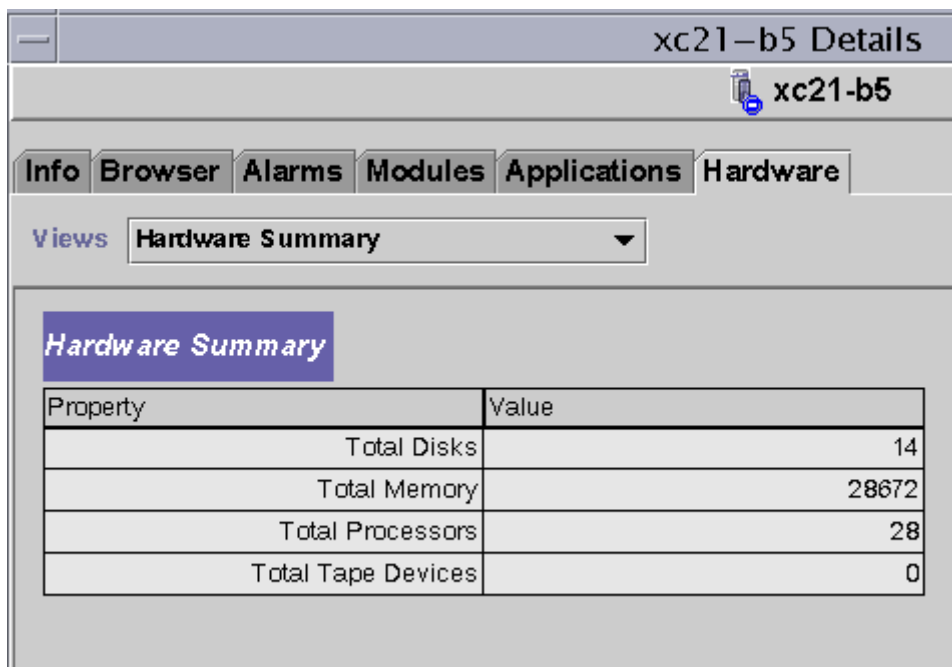 xc21–b5 Details
xc21-b5
Info Browser Alarms Modules Applications Hardware
Views Hardware Summary
Hardware Summary
Property Value
Total Disks 14
Total Memory 28672
Total Processors 28
Total Tape Devices 0